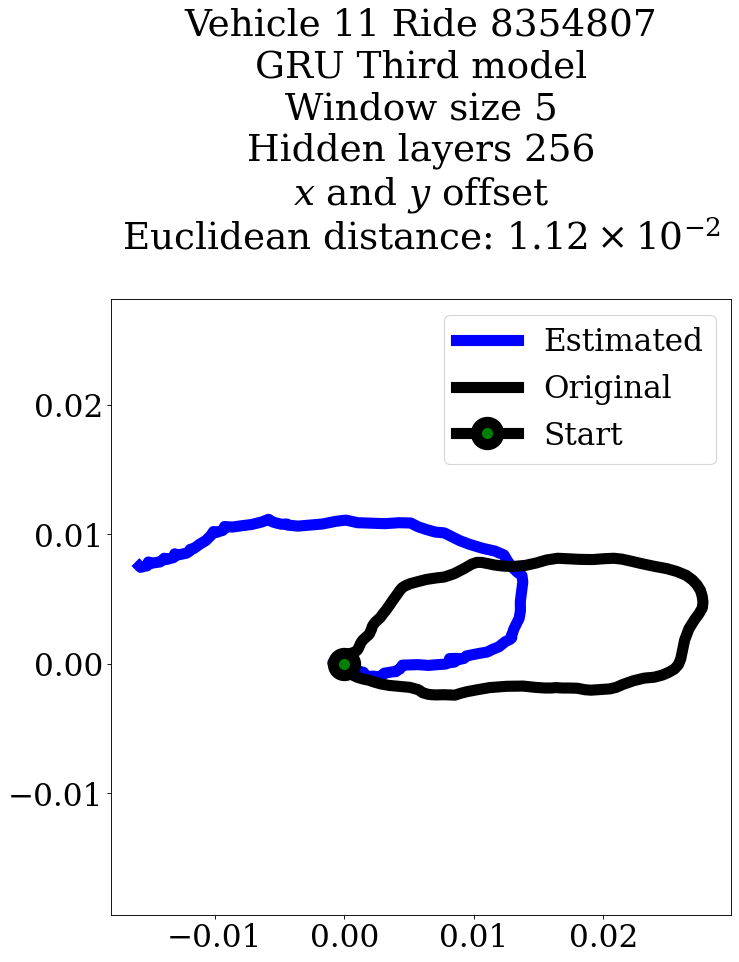 Vehicle 11 Ride 8354807
GRU Third model
Window size 5
Hidden layers 256
x and y offset
Euclidean distance: 1.12 × 10⁻²
Estimated
Original
Start
0.02
0.01
0.00
−0.01
−0.01 0.00 0.01 0.02